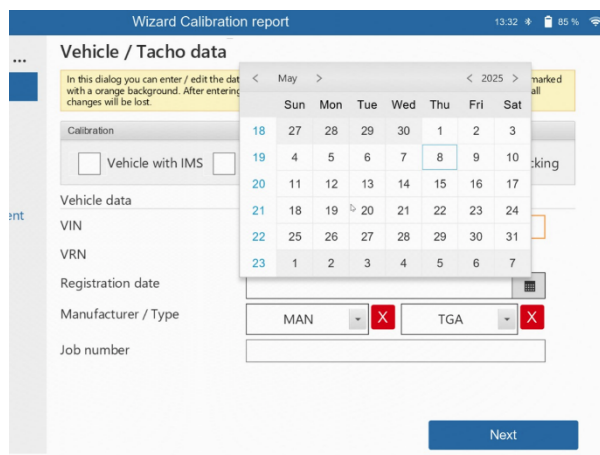 Wizard Calibration report
13:32
85 %
...
Vehicle / Tacho data
In this dialog you can enter / edit the dat
marked
with a orange background. After entering
all
changes will be lost.
< May >
< 2025 >
Sun Mon Tue Wed Thu Fri Sat
18 27 28 29 30 1 2 3
19 4 5 6 7 8 9 10
20 11 12 13 14 15 16 17
21 18 19 20 21 22 23 24
22 25 26 27 28 29 30 31
23 1 2 3 4 5 6 7
Calibration
Vehicle with IMS
cking
Vehicle data
ent
VIN
VRN
Registration date
Manufacturer / Type
MAN
X
TGA
X
Job number
Next